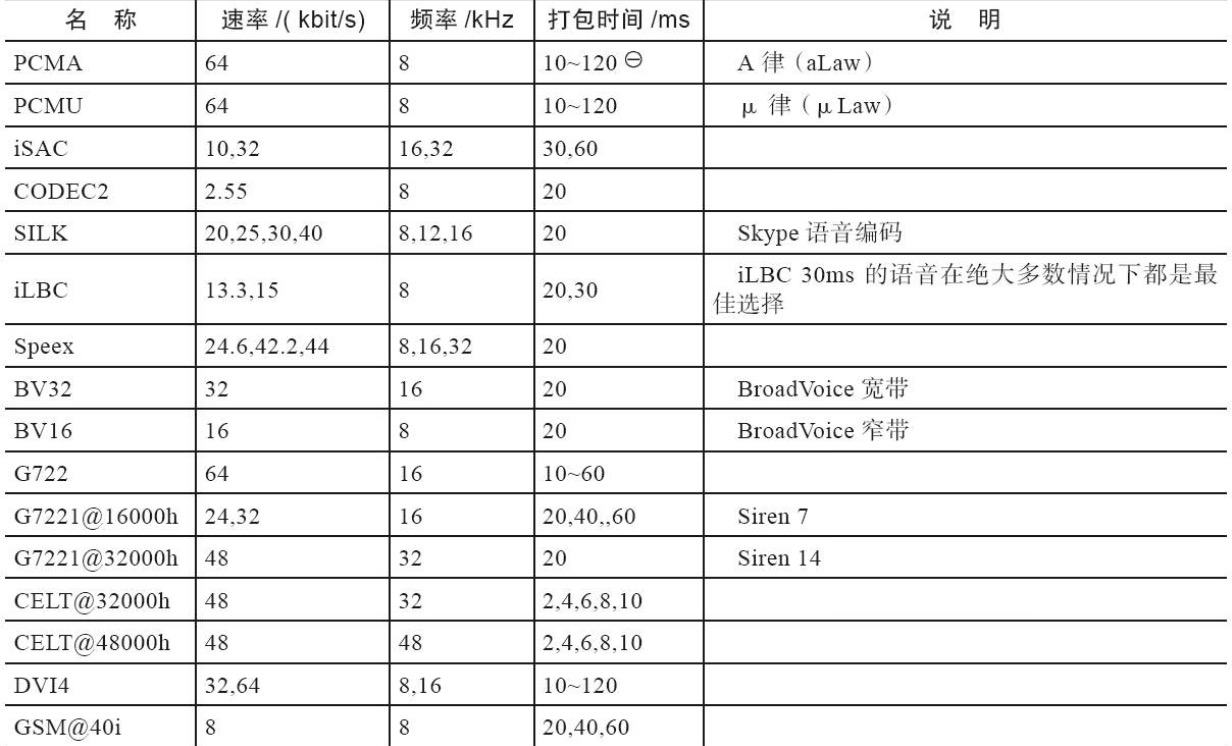 名 称 速率 /( kbit/s) 频率 /kHz 打包时间 /ms 说 明
PCMA 64 8 10~120 ㊀ A 律（aLaw）
PCMU 64 8 10~120 μ 律（μ Law）
iSAC 10,32 16,32 30,60
CODEC2 2.55 8 20
SILK 20,25,30,40 8,12,16 20 Skype 语音编码
iLBC 13.3,15 8 20,30 iLBC 30ms 的语音在绝大多数情况下都是最
佳选择
Speex 24.6,42.2,44 8,16,32 20
BV32 32 16 20 BroadVoice 宽带
BV16 16 8 20 BroadVoice 窄带
G722 64 16 10~60
G7221@16000h 24,32 16 20,40,,60 Siren 7
G7221@32000h 48 32 20 Siren 14
CELT@32000h 48 32 2,4,6,8,10
CELT@48000h 48 48 2,4,6,8,10
DVI4 32,64 8,16 10~120
GSM@40i 8 8 20,40,60